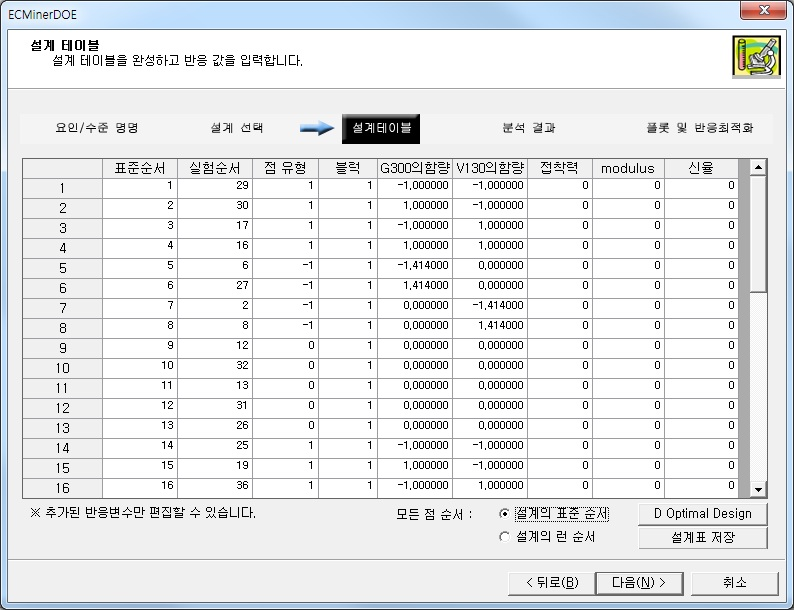 ECMinerDOE
설계 테이블
설계 테이블을 완성하고 반응 값을 입력합니다.
요인/수준 명명 설계 선택 설계테이블 분석 결과 플롯 및 반응최적화
표준순서 실험순서 점 유형 블럭 G300의함량 V130의함량 접착력 modulus 신율
1 1 29 1 1 -1,000000 -1,000000 0 0 0
2 2 30 1 1 1,000000 -1,000000 0 0 0
3 3 17 1 1 -1,000000 1,000000 0 0 0
4 4 16 1 1 1,000000 1,000000 0 0 0
5 5 6 -1 1 -1,414000 0,000000 0 0 0
6 6 27 -1 1 1,414000 0,000000 0 0 0
7 7 2 -1 1 0,000000 -1,414000 0 0 0
8 8 8 -1 1 0,000000 1,414000 0 0 0
9 9 12 0 1 0,000000 0,000000 0 0 0
10 10 32 0 1 0,000000 0,000000 0 0 0
11 11 13 0 1 0,000000 0,000000 0 0 0
12 12 31 0 1 0,000000 0,000000 0 0 0
13 13 26 0 1 0,000000 0,000000 0 0 0
14 14 25 1 1 -1,000000 -1,000000 0 0 0
15 15 19 1 1 1,000000 -1,000000 0 0 0
16 16 36 1 1 -1,000000 1,000000 0 0 0
※ 추가된 반응변수만 편집할 수 있습니다. 모든 점 순서 : 설계의 표준 순서 D Optimal Design
설계의 런 순서 설계표 저장
< 뒤로(B) 다음(N) > 취소